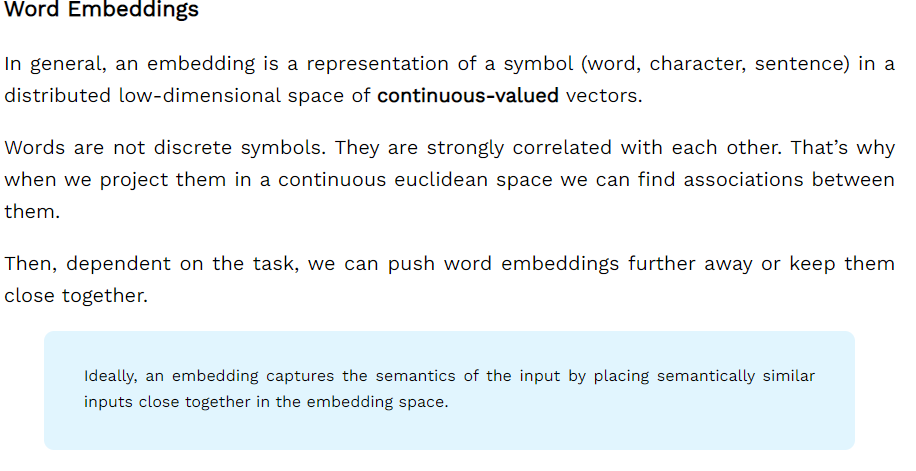 Word Embeddings
In general, an embedding is a representation of a symbol (word, character, sentence) in a
distributed low-dimensional space of continuous-valued vectors.
Words are not discrete symbols. They are strongly correlated with each other. That’s why
when we project them in a continuous euclidean space we can find associations between
them.
Then, dependent on the task, we can push word embeddings further away or keep them
close together.
Ideally, an embedding captures the semantics of the input by placing semantically similar
inputs close together in the embedding space.